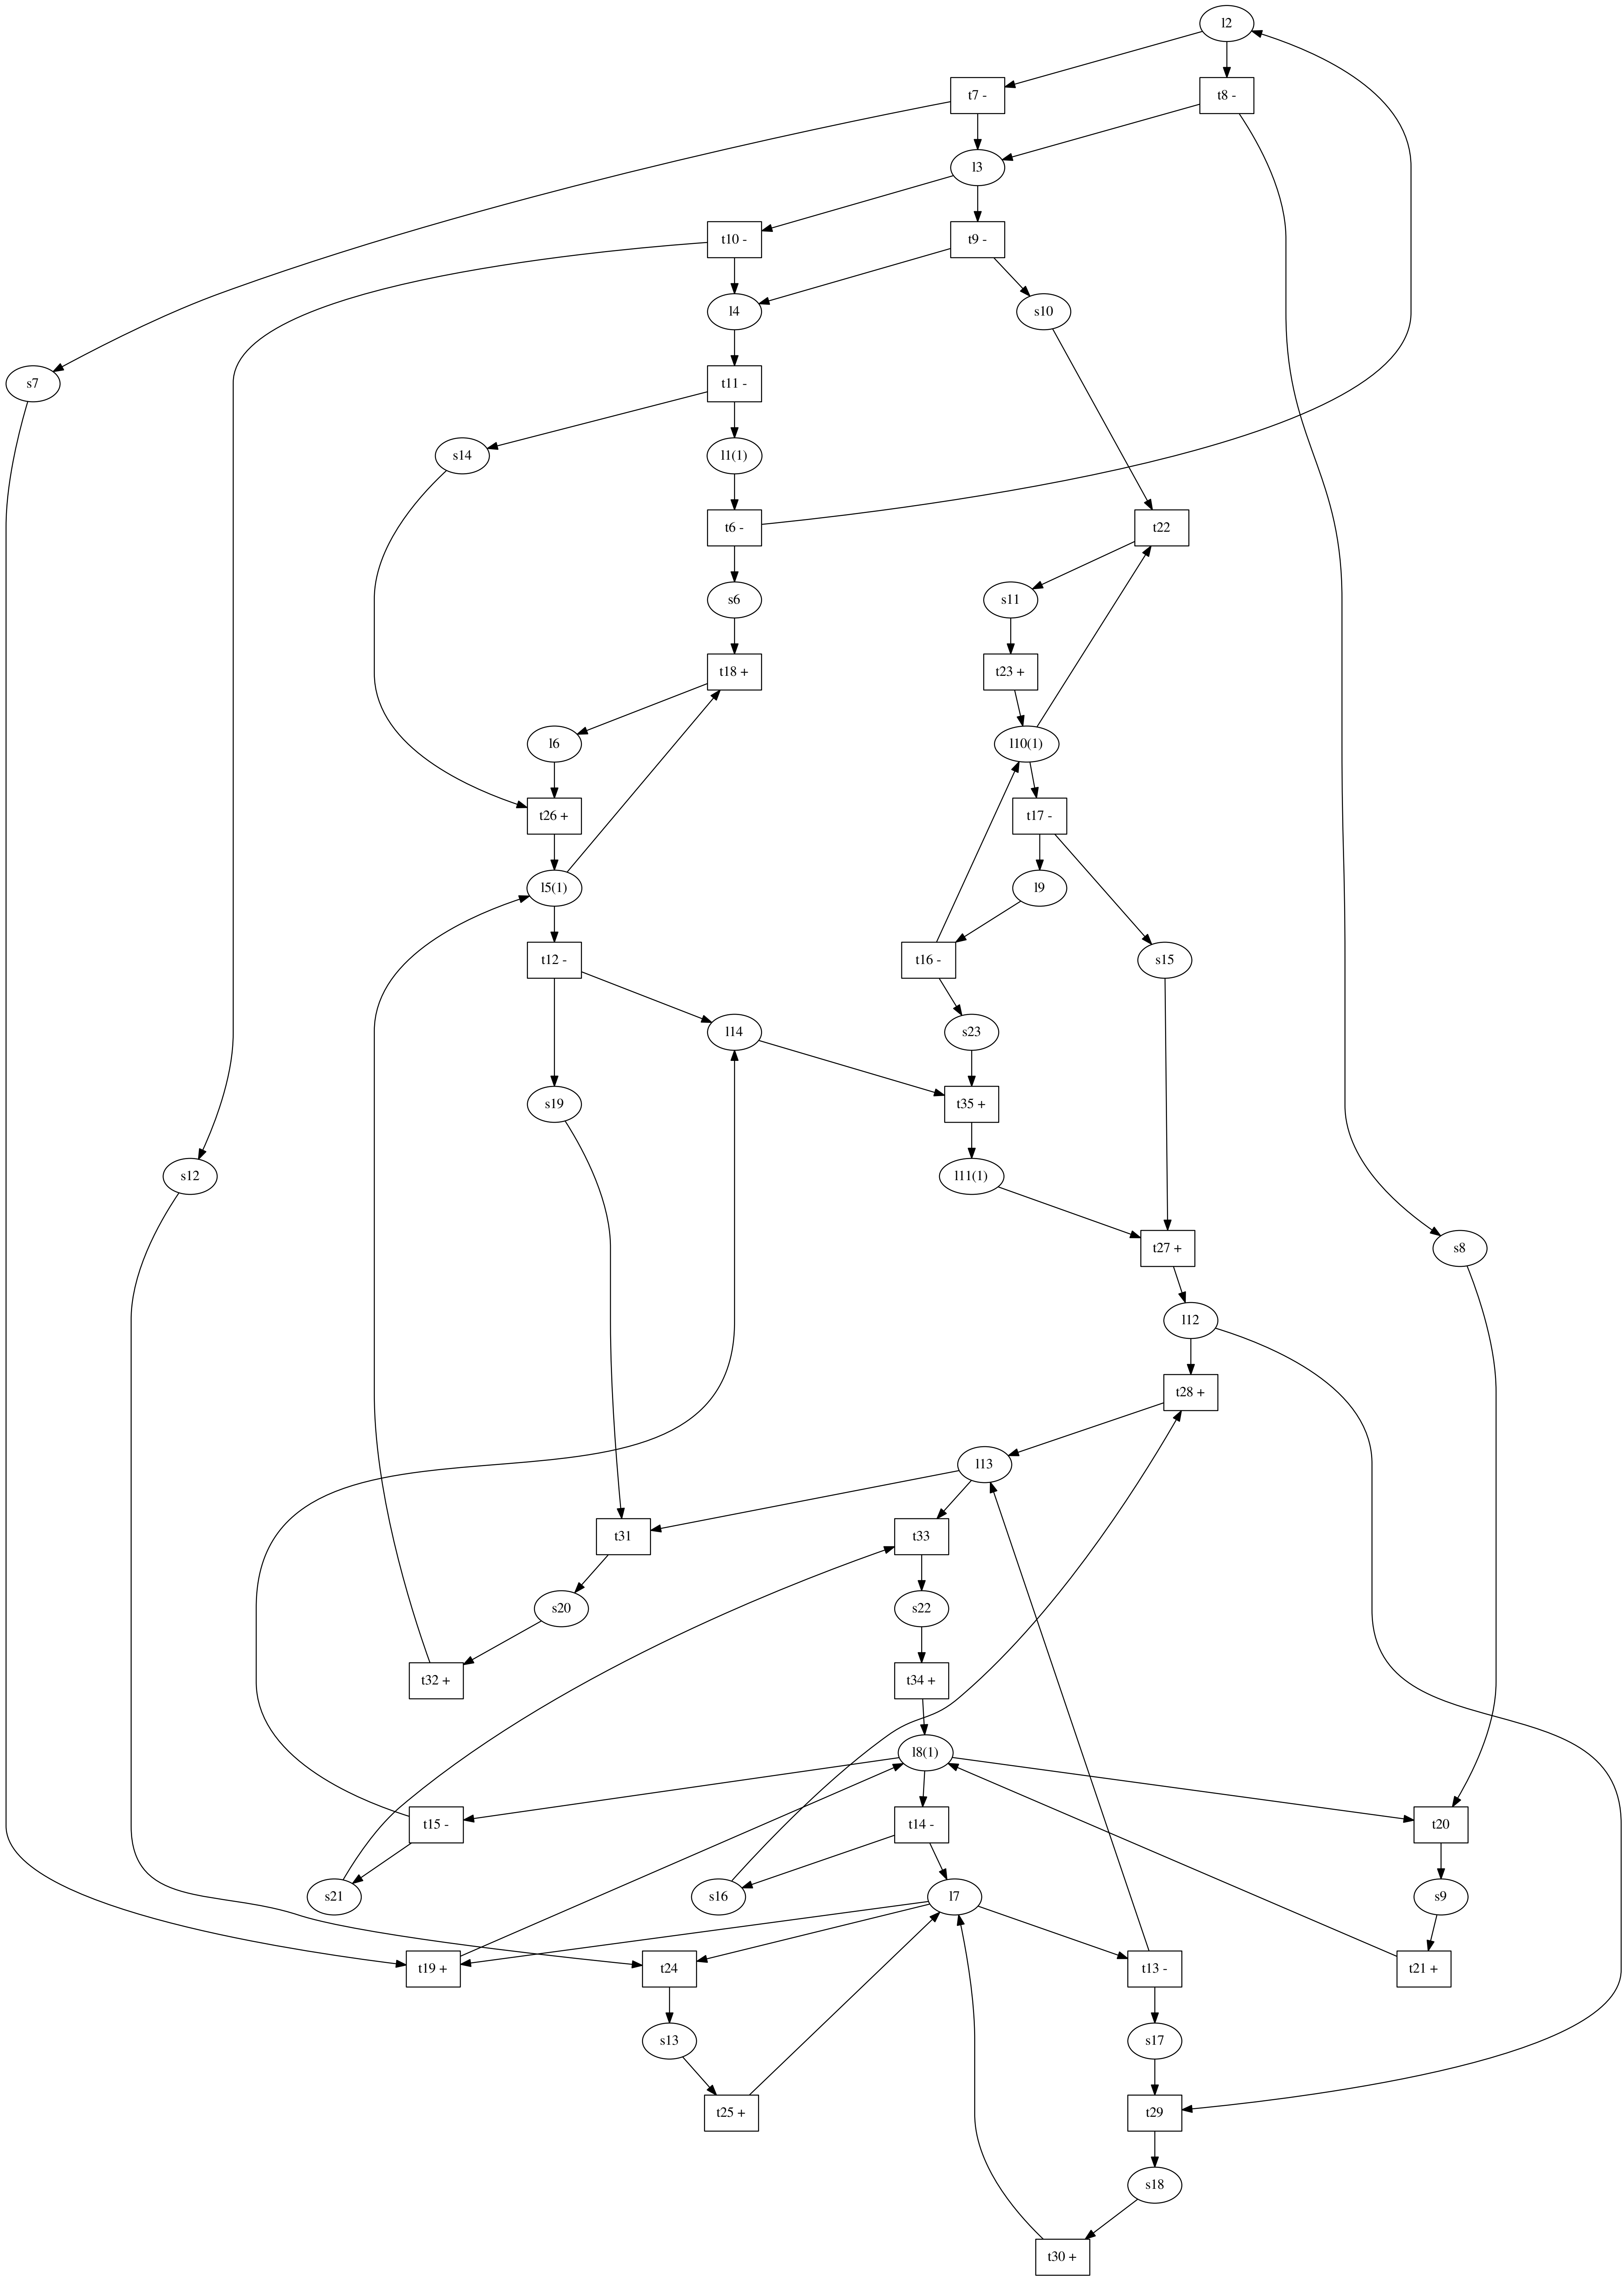 l2
t7 -
t8 -
l3
t10 -
t9 -
l4
s10
s7
t11 -
s14
l1(1)
t6 -
t22
s6
s11
t18 +
t23 +
l6
l10(1)
t26 +
t17 -
l5(1)
l9
t12 -
t16 -
s15
l14
s23
s19
t35 +
s12
l11(1)
t27 +
s8
l12
t28 +
l13
t31
t33
s20
s22
t32 +
t34 +
l8(1)
t15 -
t14 -
t20
s21
s16
l7
s9
t19 +
t24
t13 -
t21 +
s13
s17
t25 +
t29
s18
t30 +